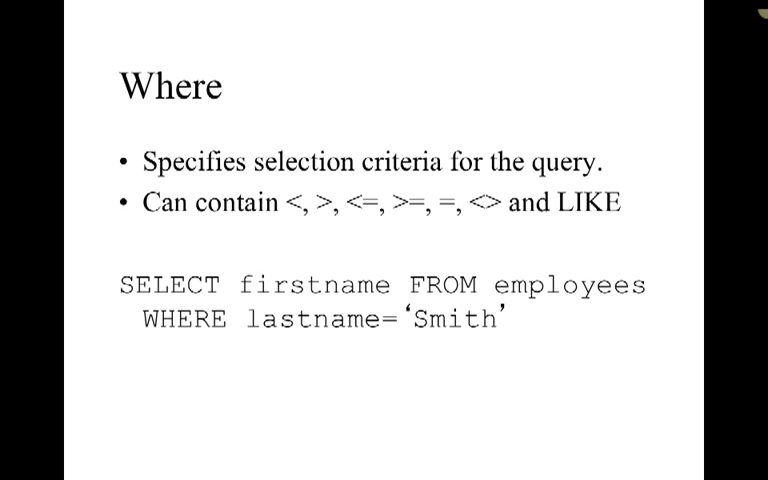 Where
• Specifies selection criteria for the query.
• Can contain <, >, <=, >=, =, <> and LIKE
SELECT firstname FROM employees
WHERE lastname=‘Smith’